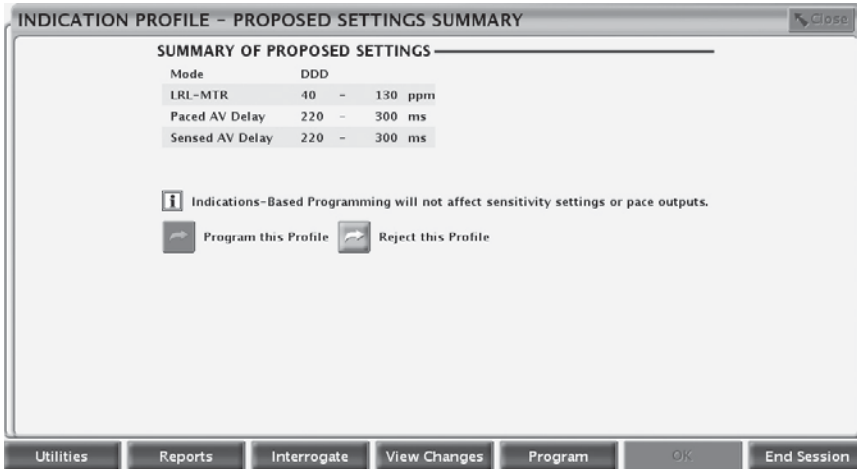 INDICATION PROFILE - PROPOSED SETTINGS SUMMARY Close
SUMMARY OF PROPOSED SETTINGS
Mode DDD
LRL-MTR 40 - 130 ppm
Paced AV Delay 220 - 300 ms
Sensed AV Delay 220 - 300 ms
i Indications-Based Programming will not affect sensitivity settings or pace outputs.
Program this Profile Reject this Profile
Utilities Reports Interrogate View Changes Program OK End Session